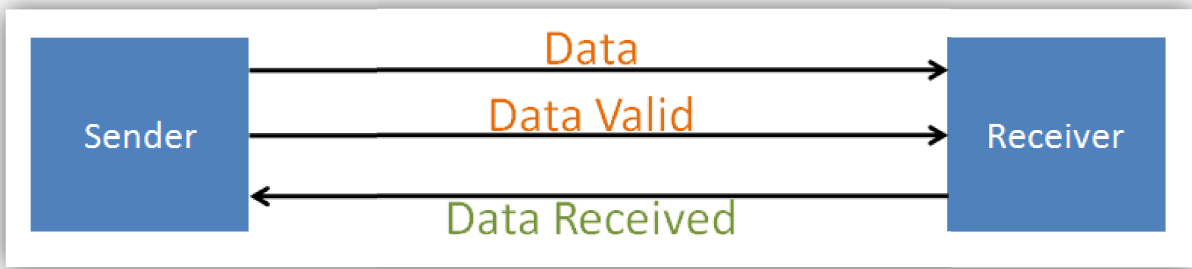 Data
Data Valid
Sender
Receiver
Data Received